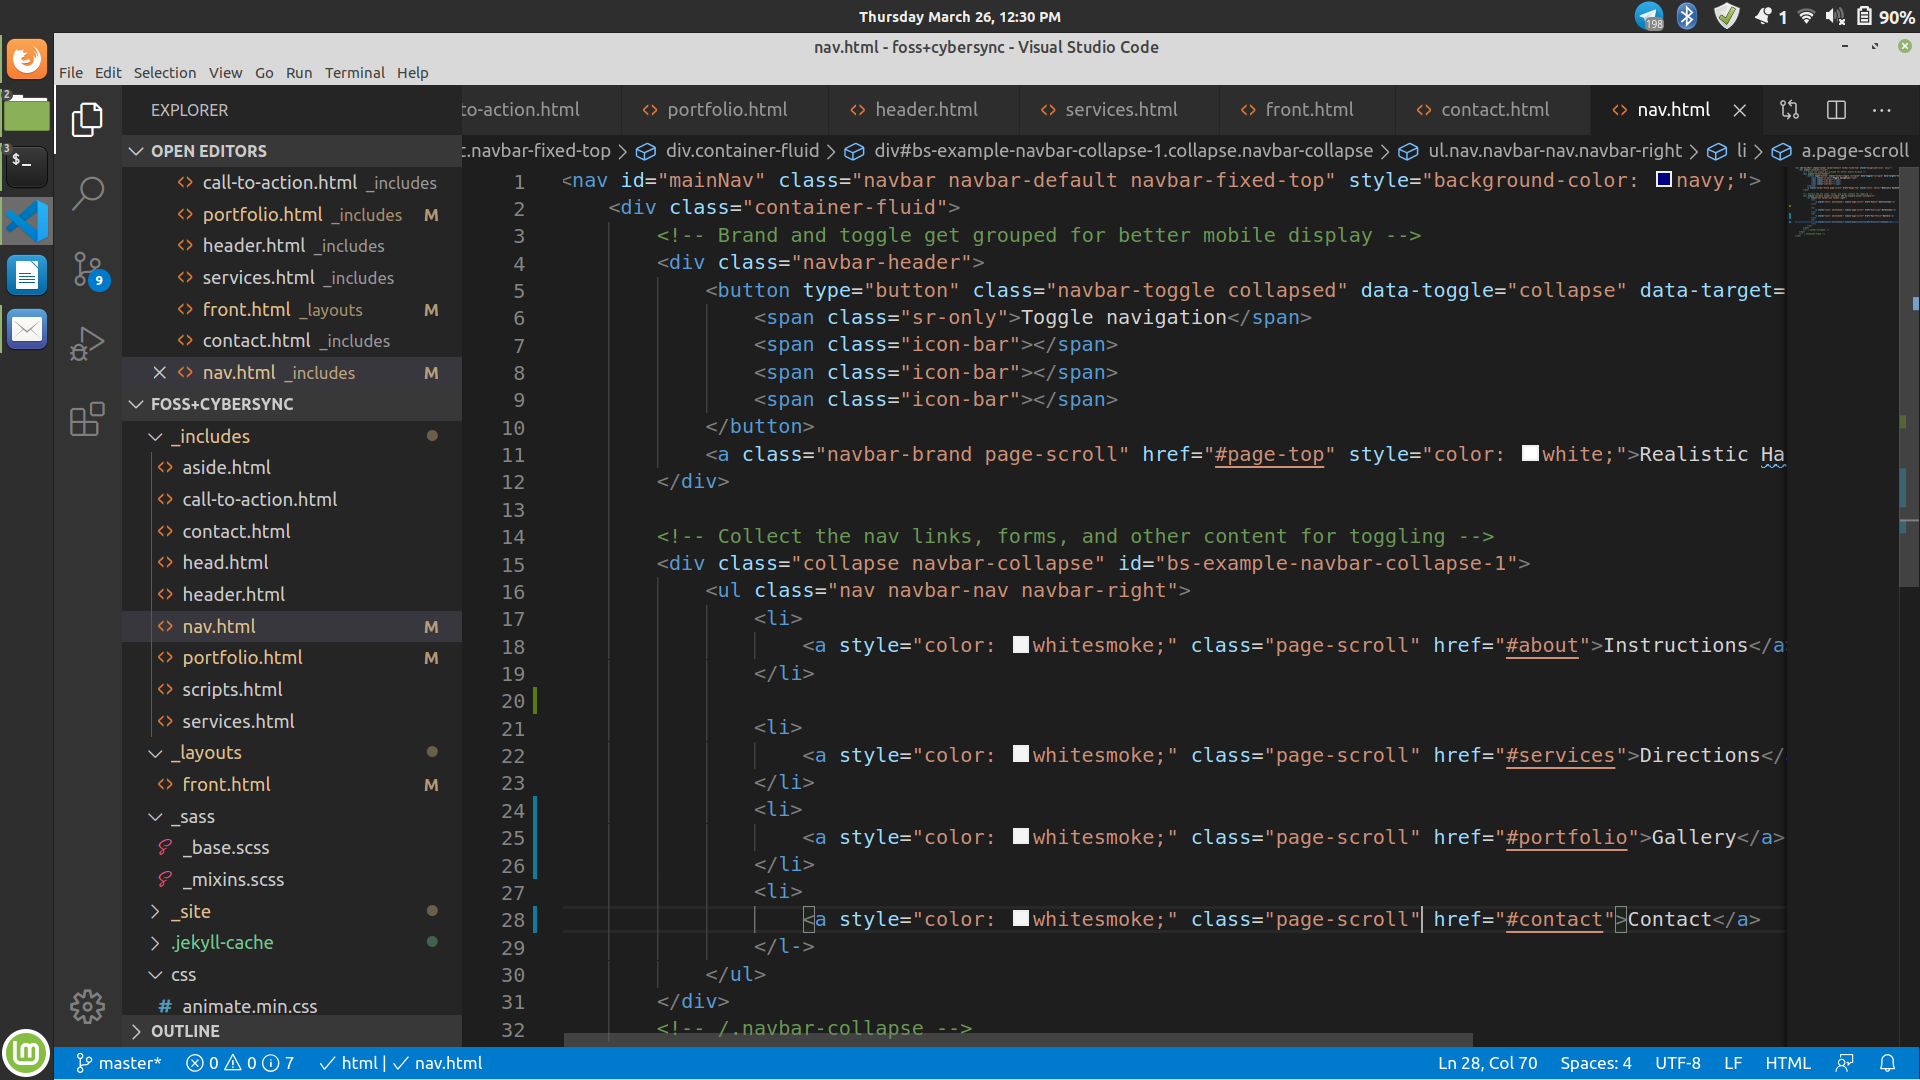 Thursday March 26, 12:30 PM
198
1
90%
nav.html - foss+cybersync - Visual Studio Code
File Edit Selection View Go Run Terminal Help
2
3
$_
9
EXPLORER
OPEN EDITORS
call-to-action.html _includes
portfolio.html _includes M
header.html _includes
services.html _includes
front.html _layouts M
contact.html _includes
nav.html _includes M
FOSS+CYBERSYNC
_includes
aside.html
call-to-action.html
contact.html
head.html
header.html
nav.html M
portfolio.html M
scripts.html
services.html
_layouts
front.html M
_sass
_base.scss
_mixins.scss
_site
.jekyll-cache
css
# animate.min.css
OUTLINE
to-action.html portfolio.html header.html services.html front.html contact.html nav.html
c.navbar-fixed-top > div.container-fluid > div#bs-example-navbar-collapse-1.collapse.navbar-collapse > ul.nav.navbar-nav.navbar-right > li > a.page-scroll
1 <nav id="mainNav" class="navbar navbar-default navbar-fixed-top" style="background-color: navy;">
2 <div class="container-fluid">
3 <!-- Brand and toggle get grouped for better mobile display -->
4 <div class="navbar-header">
5 <button type="button" class="navbar-toggle collapsed" data-toggle="collapse" data-target=
6 <span class="sr-only">Toggle navigation</span>
7 <span class="icon-bar"></span>
8 <span class="icon-bar"></span>
9 <span class="icon-bar"></span>
10 </button>
11 <a class="navbar-brand page-scroll" href="#page-top" style="color: white;">Realistic Ha
12 </div>
13
14 <!-- Collect the nav links, forms, and other content for toggling -->
15 <div class="collapse navbar-collapse" id="bs-example-navbar-collapse-1">
16 <ul class="nav navbar-nav navbar-right">
17 <li>
18 <a style="color: whitesmoke;" class="page-scroll" href="#about">Instructions</a
19 </li>
20
21 <li>
22 <a style="color: whitesmoke;" class="page-scroll" href="#services">Directions</
23 </li>
24 <li>
25 <a style="color: whitesmoke;" class="page-scroll" href="#portfolio">Gallery</a>
26 </li>
27 <li>
28 <a style="color: whitesmoke;" class="page-scroll" href="#contact">Contact</a>
29 </l->
30 </ul>
31 </div>
32 <!-- /.navbar-collapse -->
master* 0 0 7 html | nav.html Ln 28, Col 70 Spaces: 4 UTF-8 LF HTML